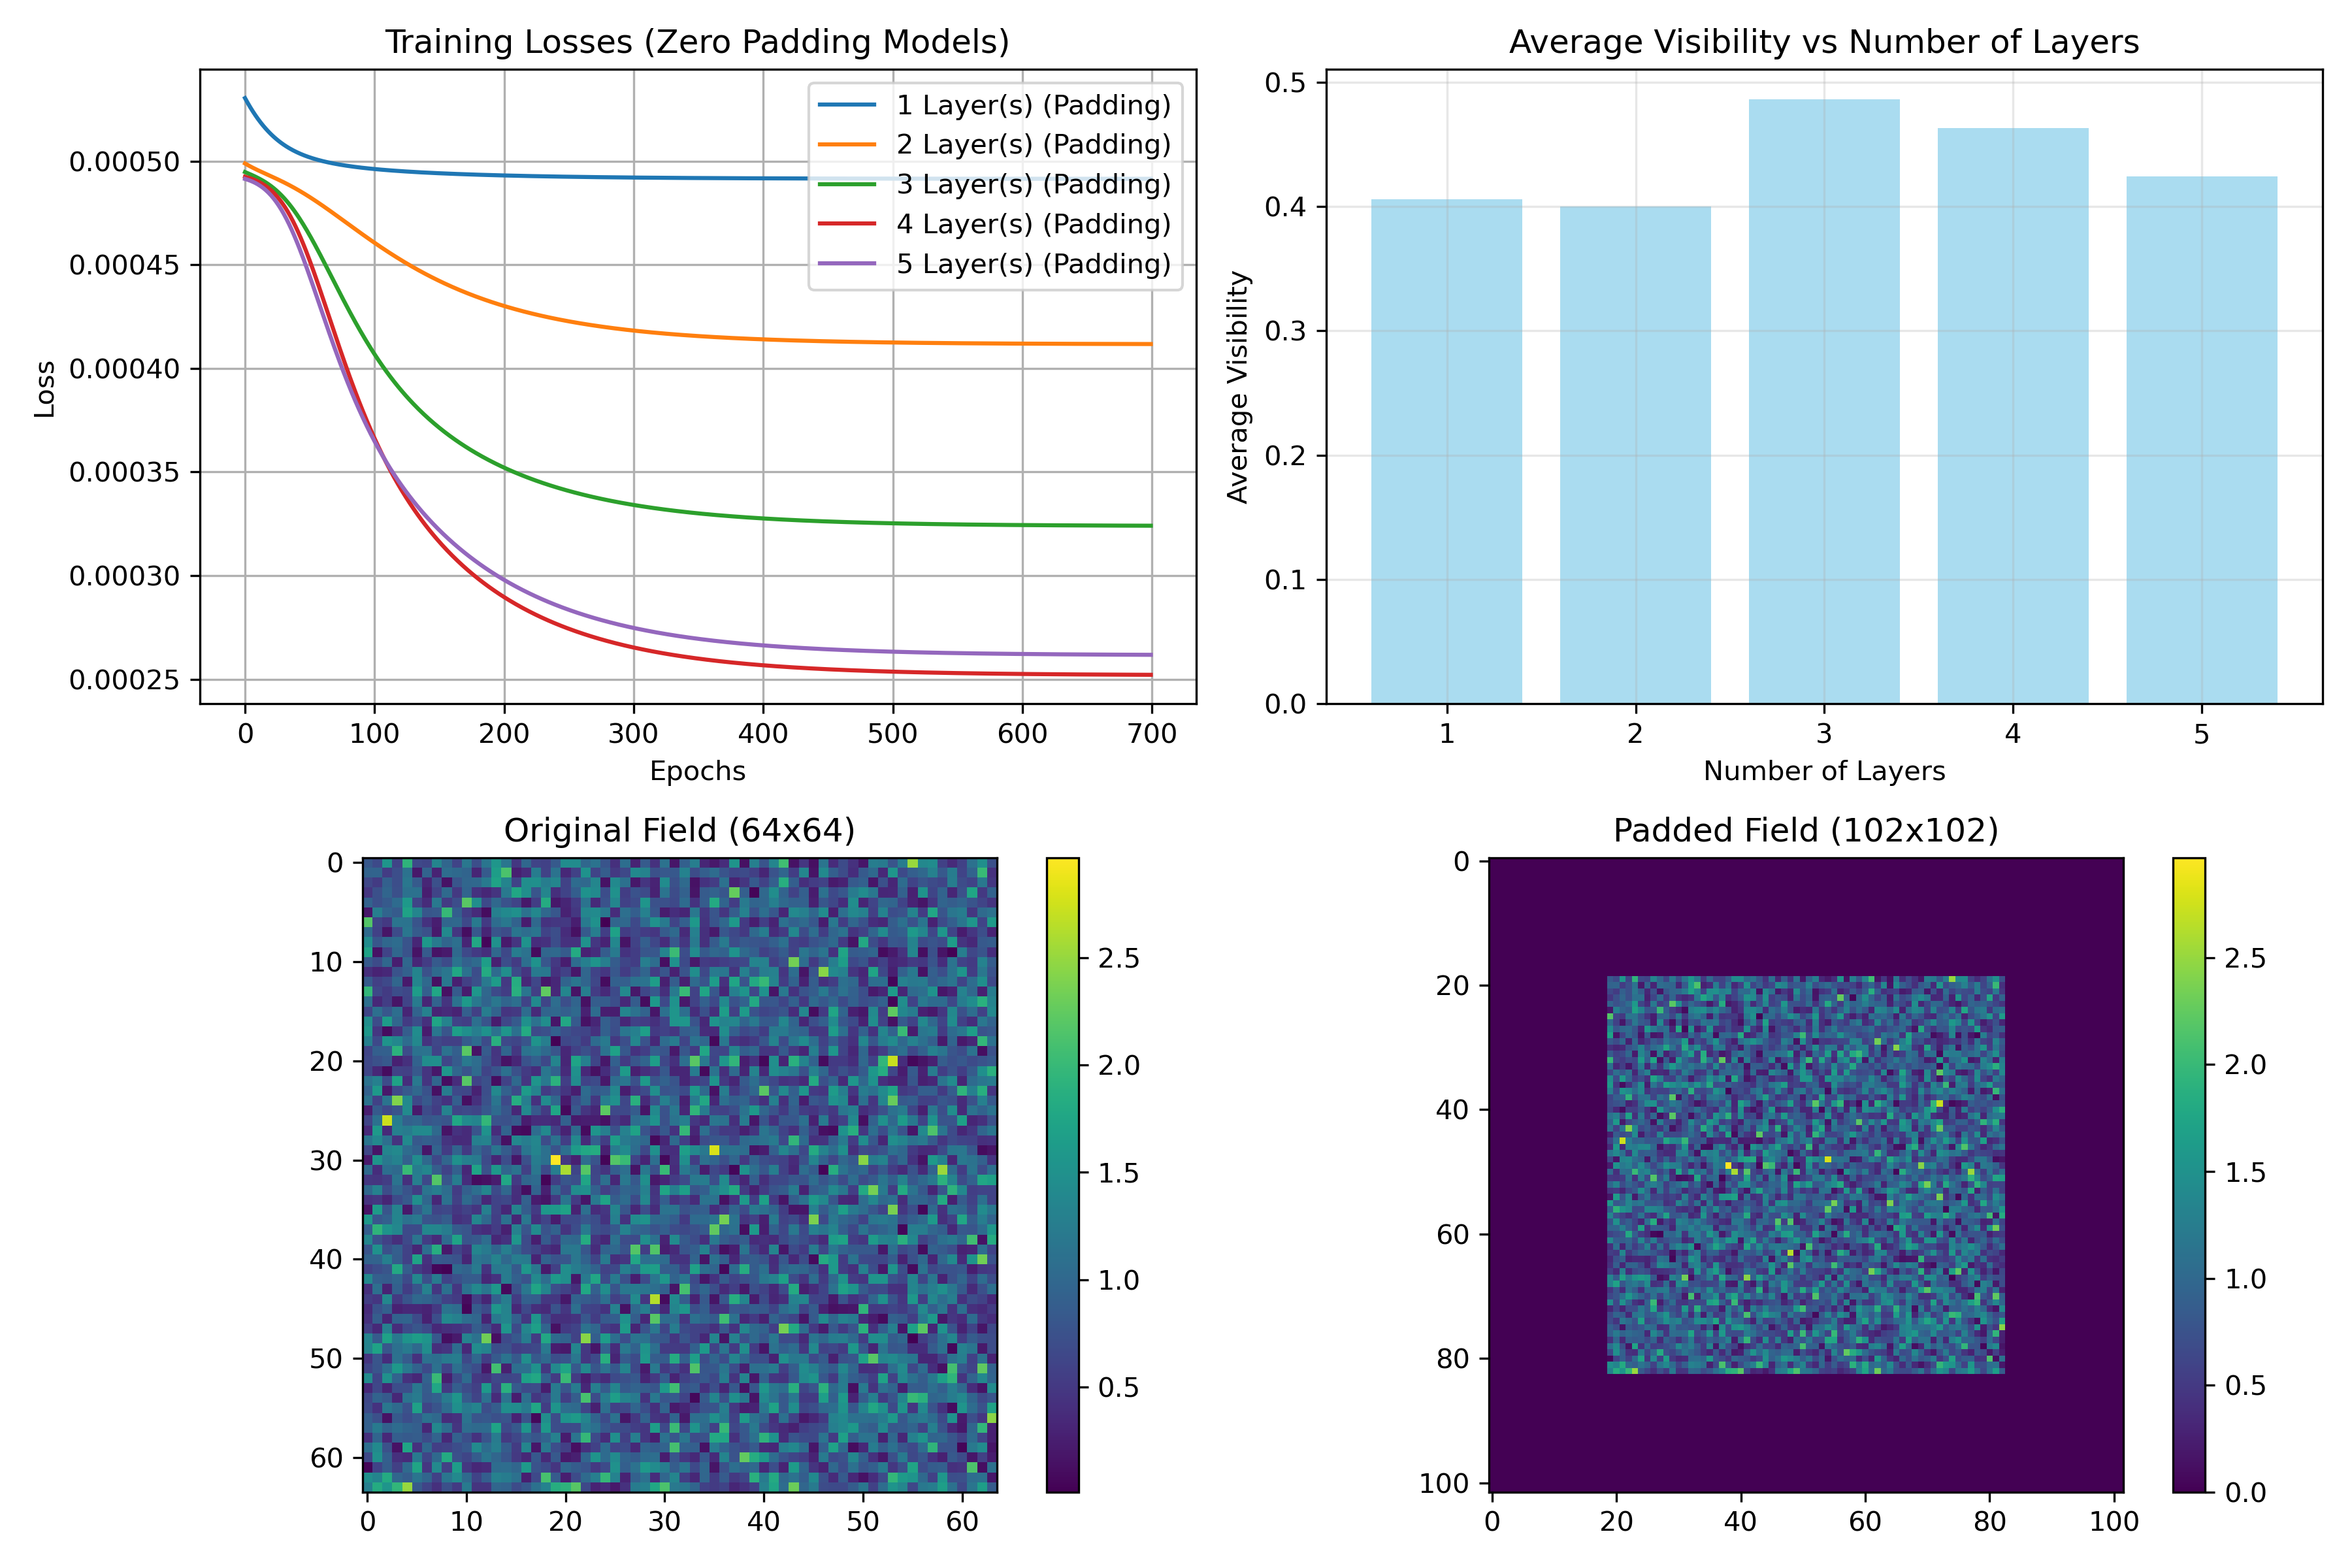 Training Losses (Zero Padding Models)
1 Layer(s) (Padding)
2 Layer(s) (Padding)
3 Layer(s) (Padding)
4 Layer(s) (Padding)
5 Layer(s) (Padding)
0.00050
0.00045
0.00040
0.00035
0.00030
0.00025
Loss
0 100 200 300 400 500 600 700
Epochs
Average Visibility vs Number of Layers
0.5
0.4
0.3
0.2
0.1
0.0
Average Visibility
1 2 3 4 5
Number of Layers
Original Field (64x64)
0
10
20
30
40
50
60
0 10 20 30 40 50 60
2.5
2.0
1.5
1.0
0.5
Padded Field (102x102)
0
20
40
60
80
100
0 20 40 60 80 100
2.5
2.0
1.5
1.0
0.5
0.0